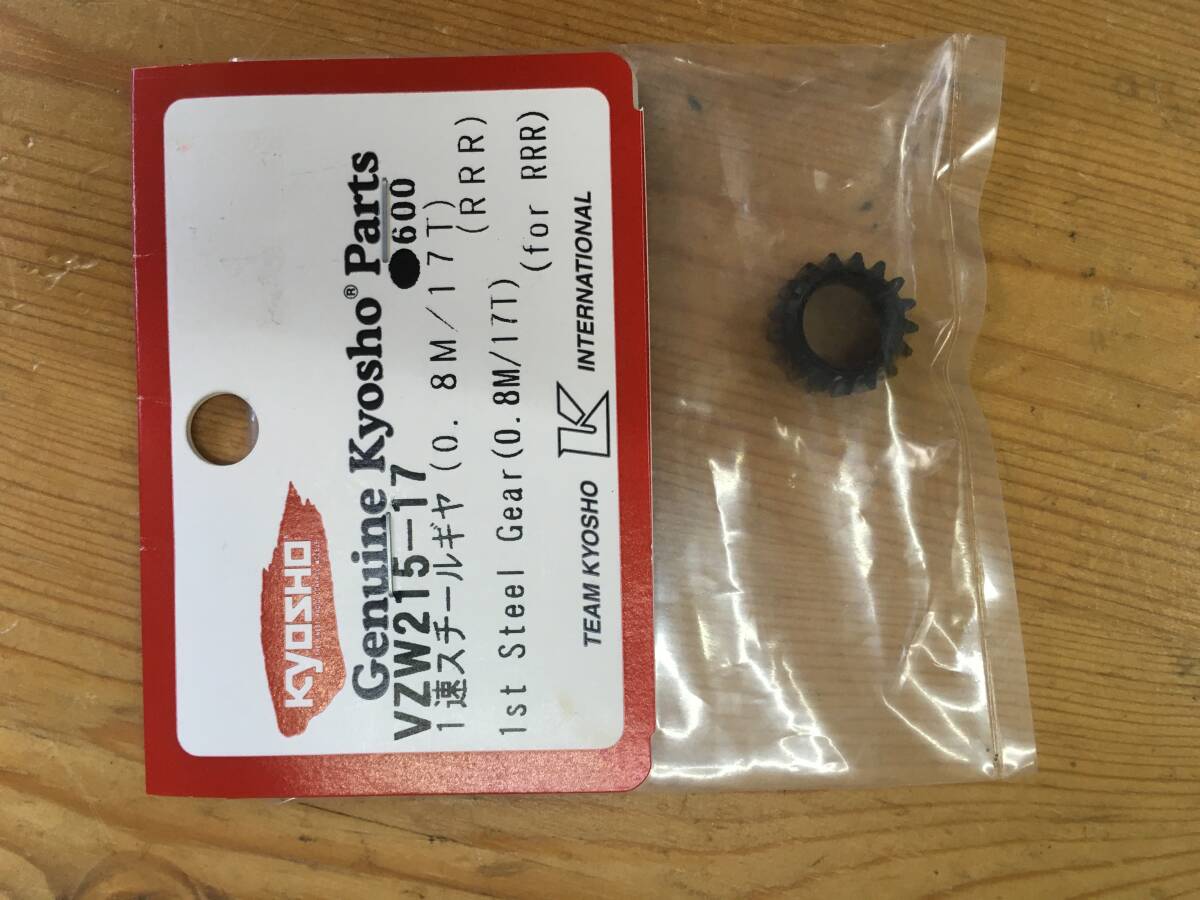 KYOSHO
Genuine Kyosho® Parts
VZW215-17 ●600
1速スチールギヤ(0.8M/17T)
(RRR)
1st Steel Gear(0.8M/17T)
(for RRR)
TEAM KYOSHO K INTERNATIONAL